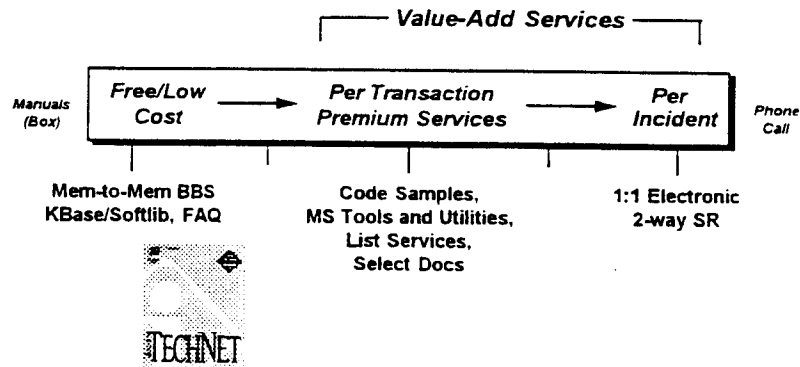 Value-Add Services
Manuals
(Box)
Free/Low
Cost
Per Transaction
Premium Services
Per
Incident
Phone
Call
Mem-to-Mem BBS
KBase/Softlib, FAQ
Code Samples,
MS Tools and Utilities,
List Services,
Select Docs
1:1 Electronic
2-way SR
TECHNET